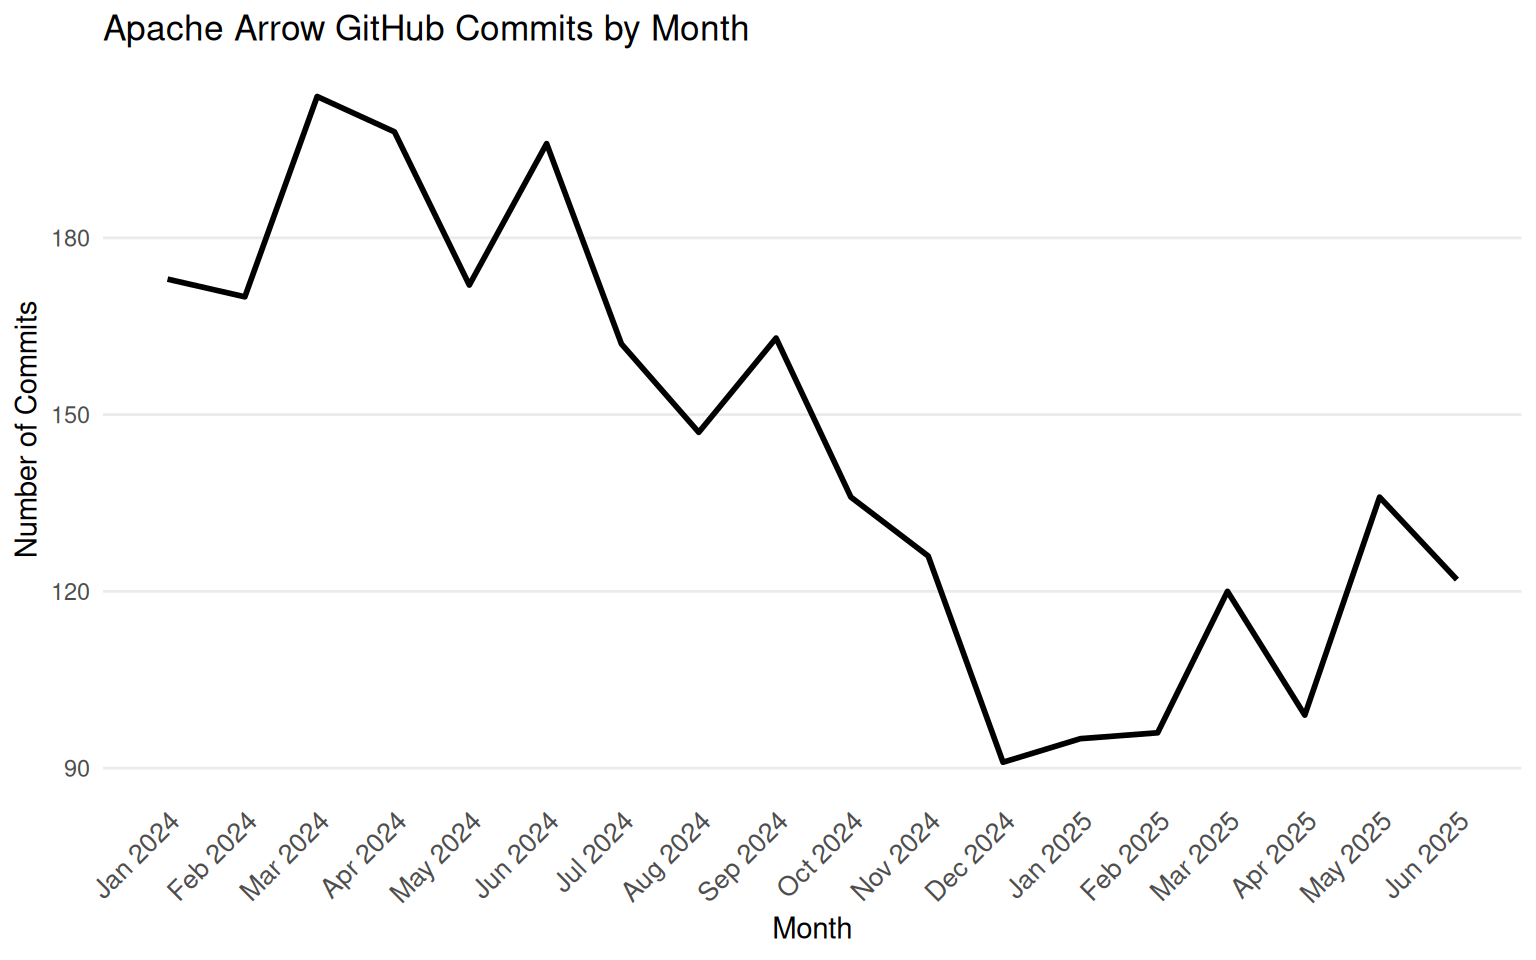 Apache Arrow GitHub Commits by Month
Number of Commits
180
150
120
90
Jan 2024
Feb 2024
Mar 2024
Apr 2024
May 2024
Jun 2024
Jul 2024
Aug 2024
Sep 2024
Oct 2024
Nov 2024
Dec 2024
Jan 2025
Feb 2025
Mar 2025
Apr 2025
May 2025
Jun 2025
Month